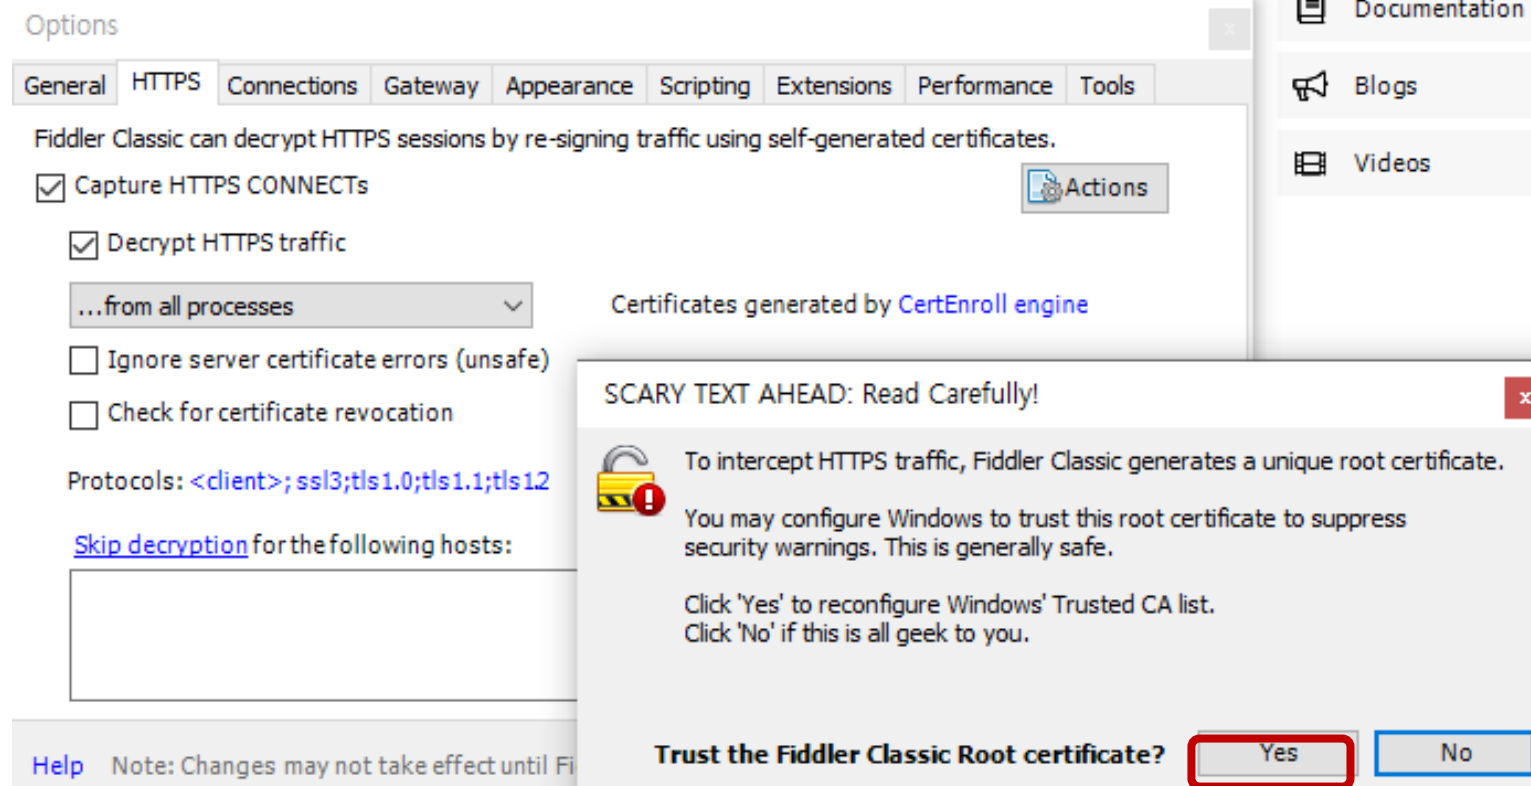 Options
x
Documentation
General HTTPS Connections Gateway Appearance Scripting Extensions Performance Tools
Blogs
Fiddler Classic can decrypt HTTPS sessions by re-signing traffic using self-generated certificates.
Capture HTTPS CONNECTs
Actions
Videos
Decrypt HTTPS traffic
...from all processes
Certificates generated by CertEnroll engine
Ignore server certificate errors (unsafe)
Check for certificate revocation
Protocols: <client>; ssl3;tls1.0;tls1.1;tls1.2
Skip decryption for the following hosts:
Help Note: Changes may not take effect until
SCARY TEXT AHEAD: Read Carefully!
x
To intercept HTTPS traffic, Fiddler Classic generates a unique root certificate.
You may configure Windows to trust this root certificate to suppress
security warnings. This is generally safe.
Click 'Yes' to reconfigure Windows' Trusted CA list.
Click 'No' if this is all geek to you.
Trust the Fiddler Classic Root certificate?
Yes
No